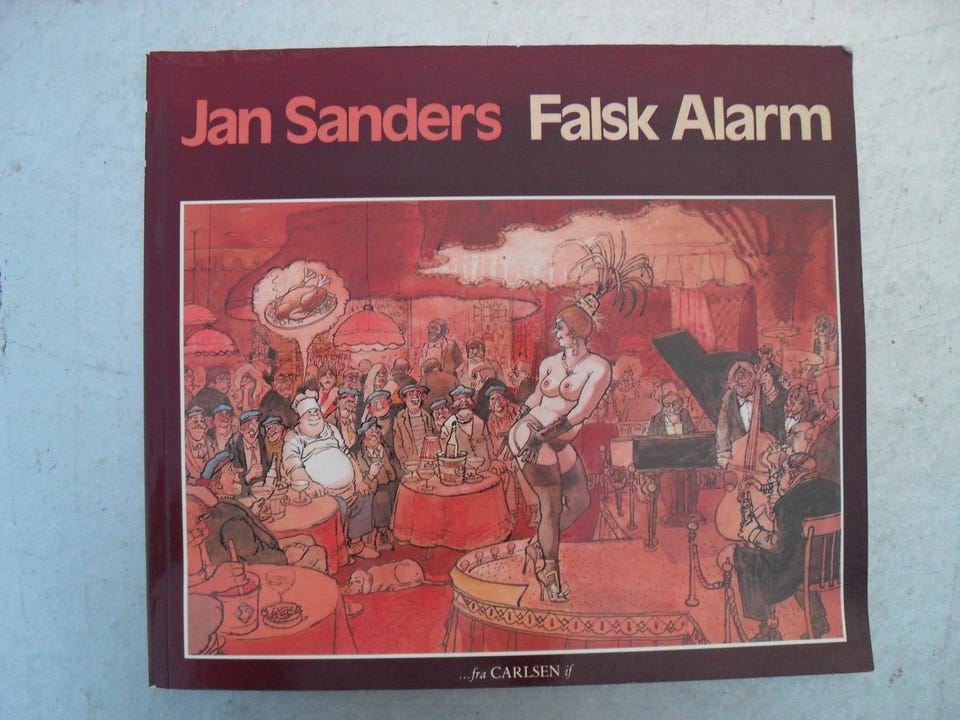 Jan Sanders Falsk Alarm
...fra CARLSEN if